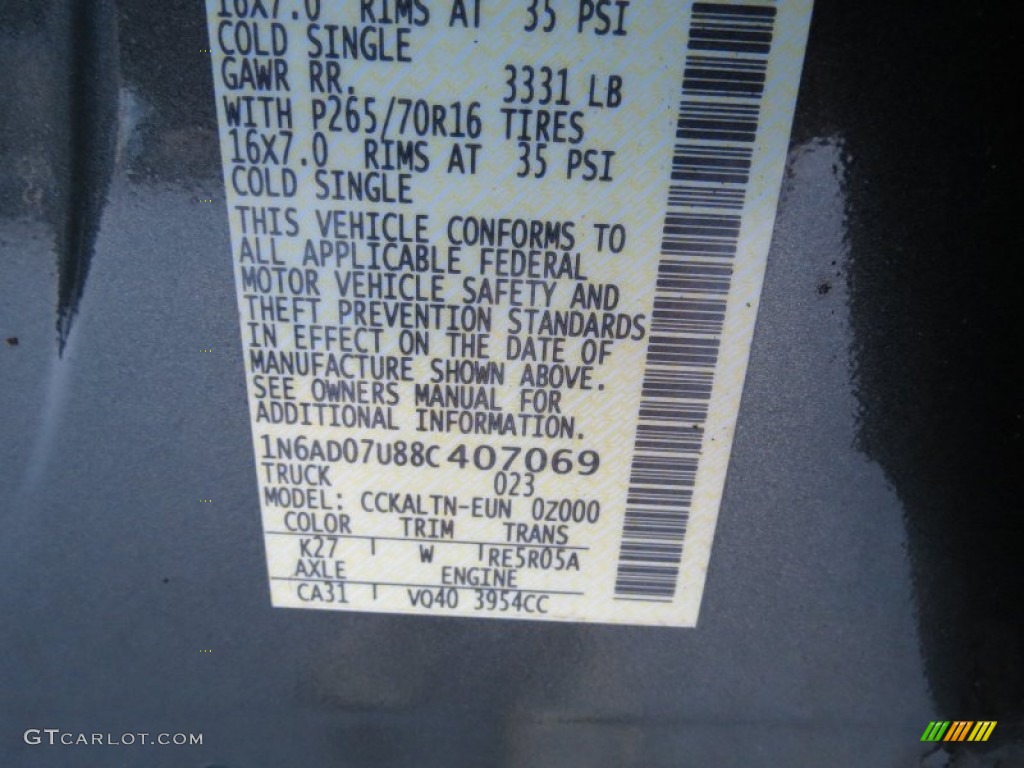 16X7.0 RIMS AT 35 PSI
COLD SINGLE
GAWR RR. 3331 LB
WITH P265/70R16 TIRES
16X7.0 RIMS AT 35 PSI
COLD SINGLE
THIS VEHICLE CONFORMS TO
ALL APPLICABLE FEDERAL
MOTOR VEHICLE SAFETY AND
THEFT PREVENTION STANDARDS
IN EFFECT ON THE DATE OF
MANUFACTURE SHOWN ABOVE.
SEE OWNERS MANUAL FOR
ADDITIONAL INFORMATION.
1N6AD07U88C407069
TRUCK 023
MODEL: CCKALTN-EUN 0Z000
COLOR TRIM TRANS
K27 W RE5R05A
AXLE ENGINE
CA31 VQ40 3954CC
GTCARLOT.COM